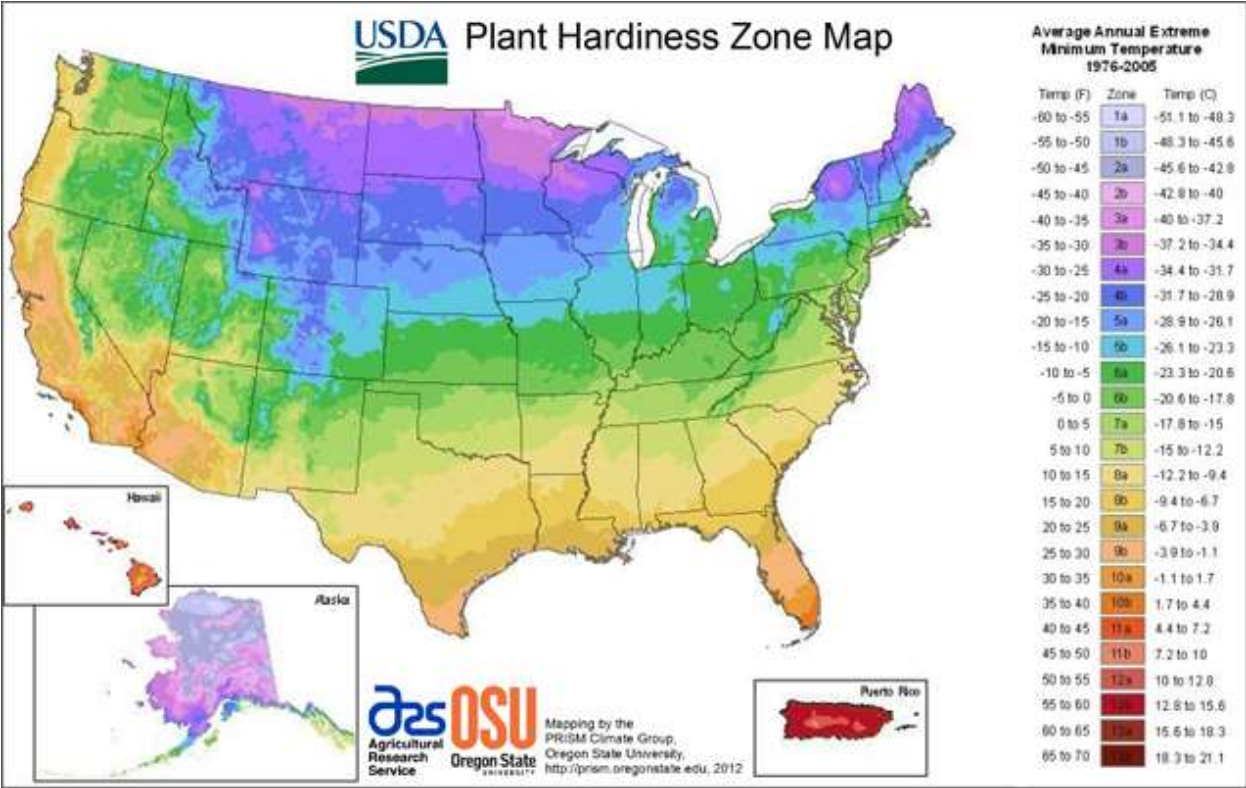 USDA Plant Hardiness Zone Map
Average Annual Extreme
Minimum Temperature
1976-2005
Temp (F) Zone Temp (C)
-60 to -55 1a -51.1 to -48.3
-55 to -50 1b -48.3 to -45.6
-50 to -45 2a -45.6 to -42.8
-45 to -40 2b -42.8 to -40
-40 to -35 3a -40 to -37.2
-35 to -30 3b -37.2 to -34.4
-30 to -25 4a -34.4 to -31.7
-25 to -20 4b -31.7 to -28.9
-20 to -15 5a -28.9 to -26.1
-15 to -10 5b -26.1 to -23.3
-10 to -5 6a -23.3 to -20.6
-5 to 0 6b -20.6 to -17.8
0 to 5 7a -17.8 to -15
5 to 10 7b -15 to -12.2
10 to 15 8a -12.2 to -9.4
15 to 20 8b -9.4 to -6.7
20 to 25 9a -6.7 to -3.9
25 to 30 9b -3.9 to -1.1
30 to 35 10a -1.1 to 1.7
35 to 40 10b 1.7 to 4.4
40 to 45 11a 4.4 to 7.2
45 to 50 11b 7.2 to 10
50 to 55 12a 10 to 12.8
55 to 60 12.8 to 15.6
60 to 65 13a 15.6 to 18.3
65 to 70 18.3 to 21.1
Hawaii
Alaska
Puerto Rico
ars
Agricultural
Research
Service
OSU
Oregon State
UNIVERSITY
Mapping by the
PRISM Climate Group,
Oregon State University,
http://prism.oregonstate.edu, 2012